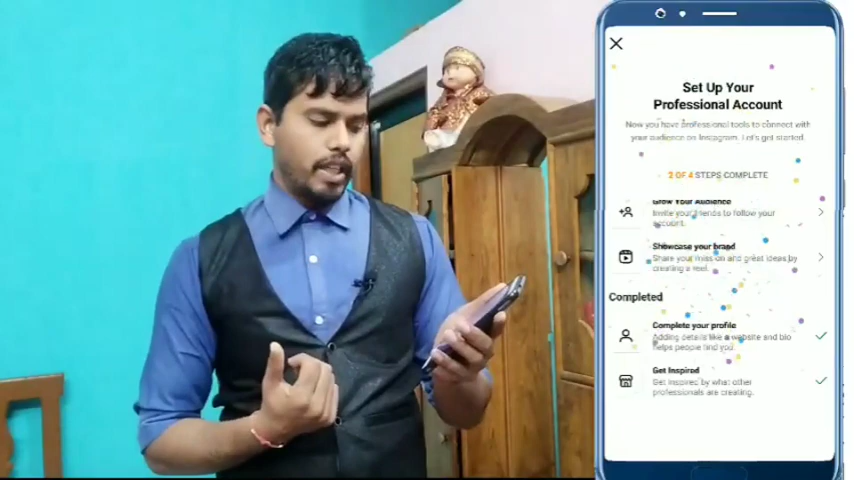 Set Up Your
Professional Account
Now you have professional tools to connect with
your audience on Instagram. Let's get started.
2 OF 4 STEPS COMPLETE
Grow Your Audience
Invite your friends to follow your
account.
Showcase your brand
Share your mission and great ideas by
creating a reel.
Completed
Complete your profile
Adding details like a website and bio
helps people find you.
Get Inspired
Get inspired by what other
professionals are creating.